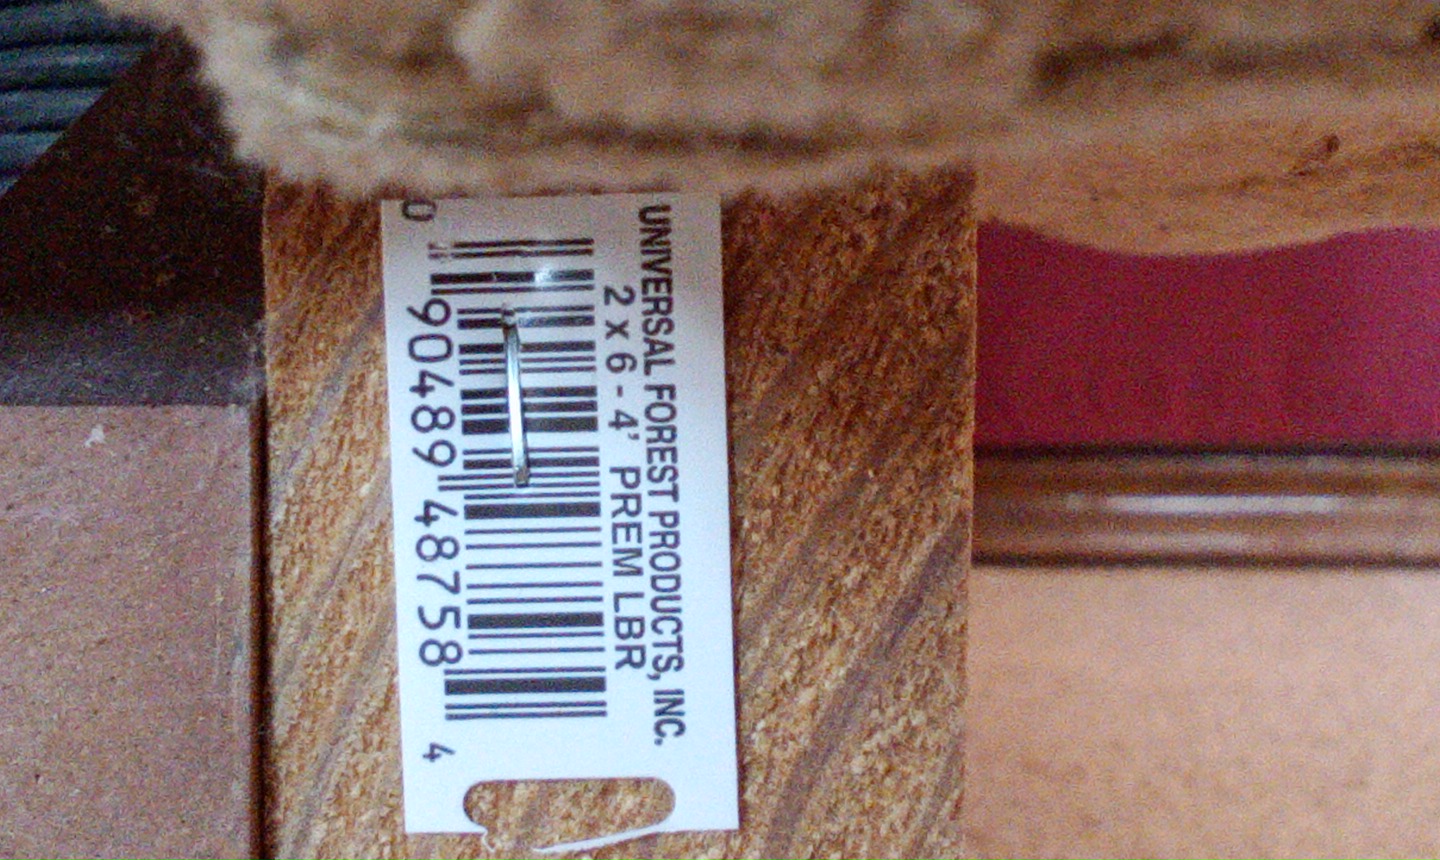 UNIVERSAL FOREST PRODUCTS, INC.
2 x 6 - 4' PREM LBR
0 90489 48758 4